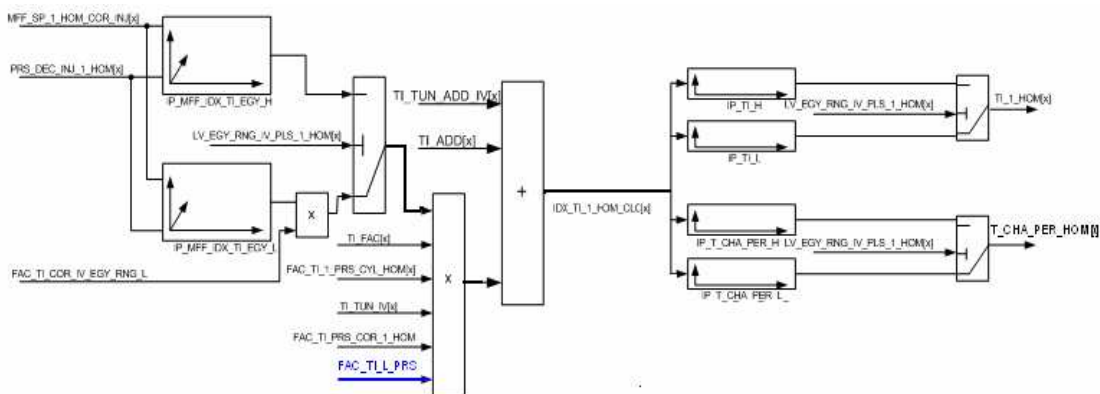 MFF_SP_1_HOM_COR_INJ[x]
PRS_DEC_INJ_1_HOM[x]
IP_MFF_IDX_TI_EGY_H
LV_EGY_RNG_IV_PLS_1_HOM[x]
IP_MFF_IDX_TI_EGY_L
x
FAC_TI_COR_IV_EGY_RNG_L
TI_TUN_ADD_IV[x]
TI_ADD[x]
+
TI_FAC[x]
FAC_TI_1_PRS_CYL_HOM[x]
x
TI_TUN_IV[x]
FAC_TI_PRS_COR_1_HOM
FAC_TI_L_PRS
IDX_TI_1_HOM_CLC[x]
IP_TI_H
LV_EGY_RNG_IV_PLS_1_HOM[x]
TI_1_HOM[x]
IP_TI_L
IP_T_CHA_PER_H
LV_EGY_RNG_IV_PLS_1_HOM[x]
T_CHA_PER_HOM[
IP_T_CHA_PER_L_